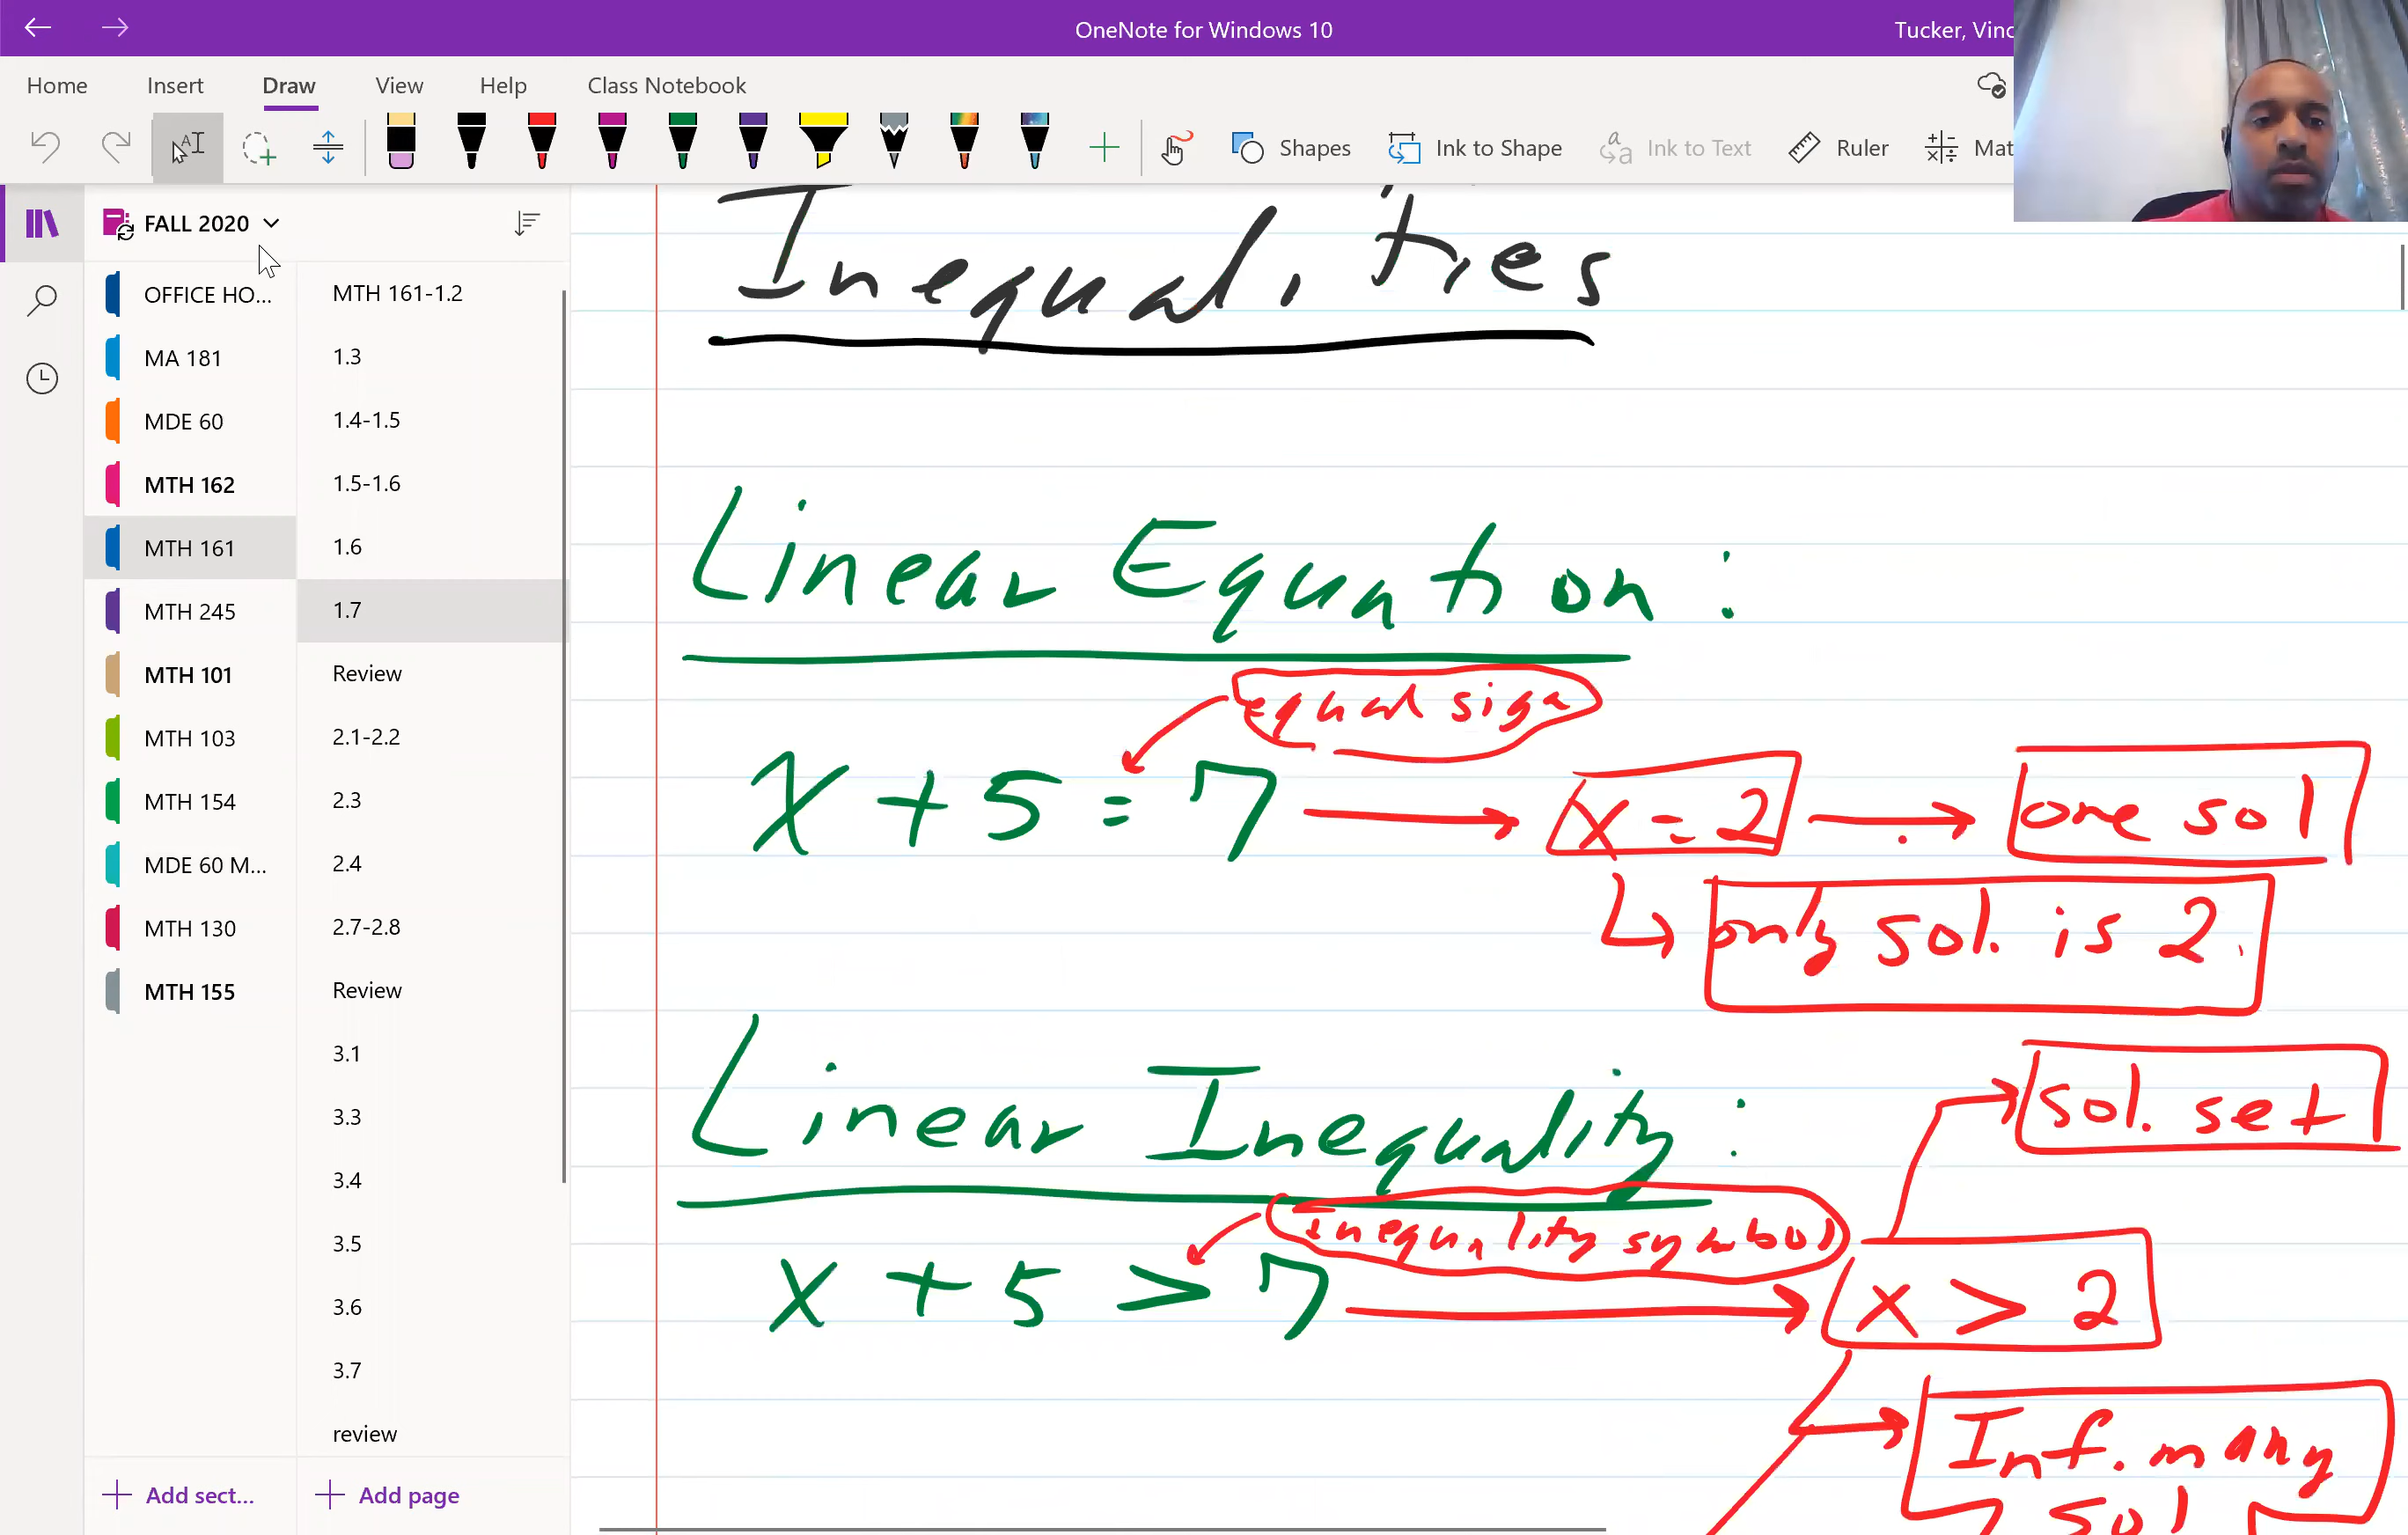 OneNote for Windows 10
Tucker, Vinc
Home Insert Draw View Help Class Notebook
Shapes Ink to Shape Ink to Text Ruler Mat
FALL 2020
OFFICE HO...
MA 181
MDE 60
MTH 162
MTH 161
MTH 245
MTH 101
MTH 103
MTH 154
MDE 60 M...
MTH 130
MTH 155
Add sect...
MTH 161-1.2
1.3
1.4-1.5
1.5-1.6
1.6
1.7
Review
2.1-2.2
2.3
2.4
2.7-2.8
Review
3.1
3.3
3.4
3.5
3.6
3.7
review
Add page
Inequalities
Linear Equation:
equal sign
x + 5 = 7 → x = 2 → one sol
only sol. is 2.
Linear Inequality:
sol. set
Inequality symbol
x + 5 > 7 → x > 2
Inf. many
sol